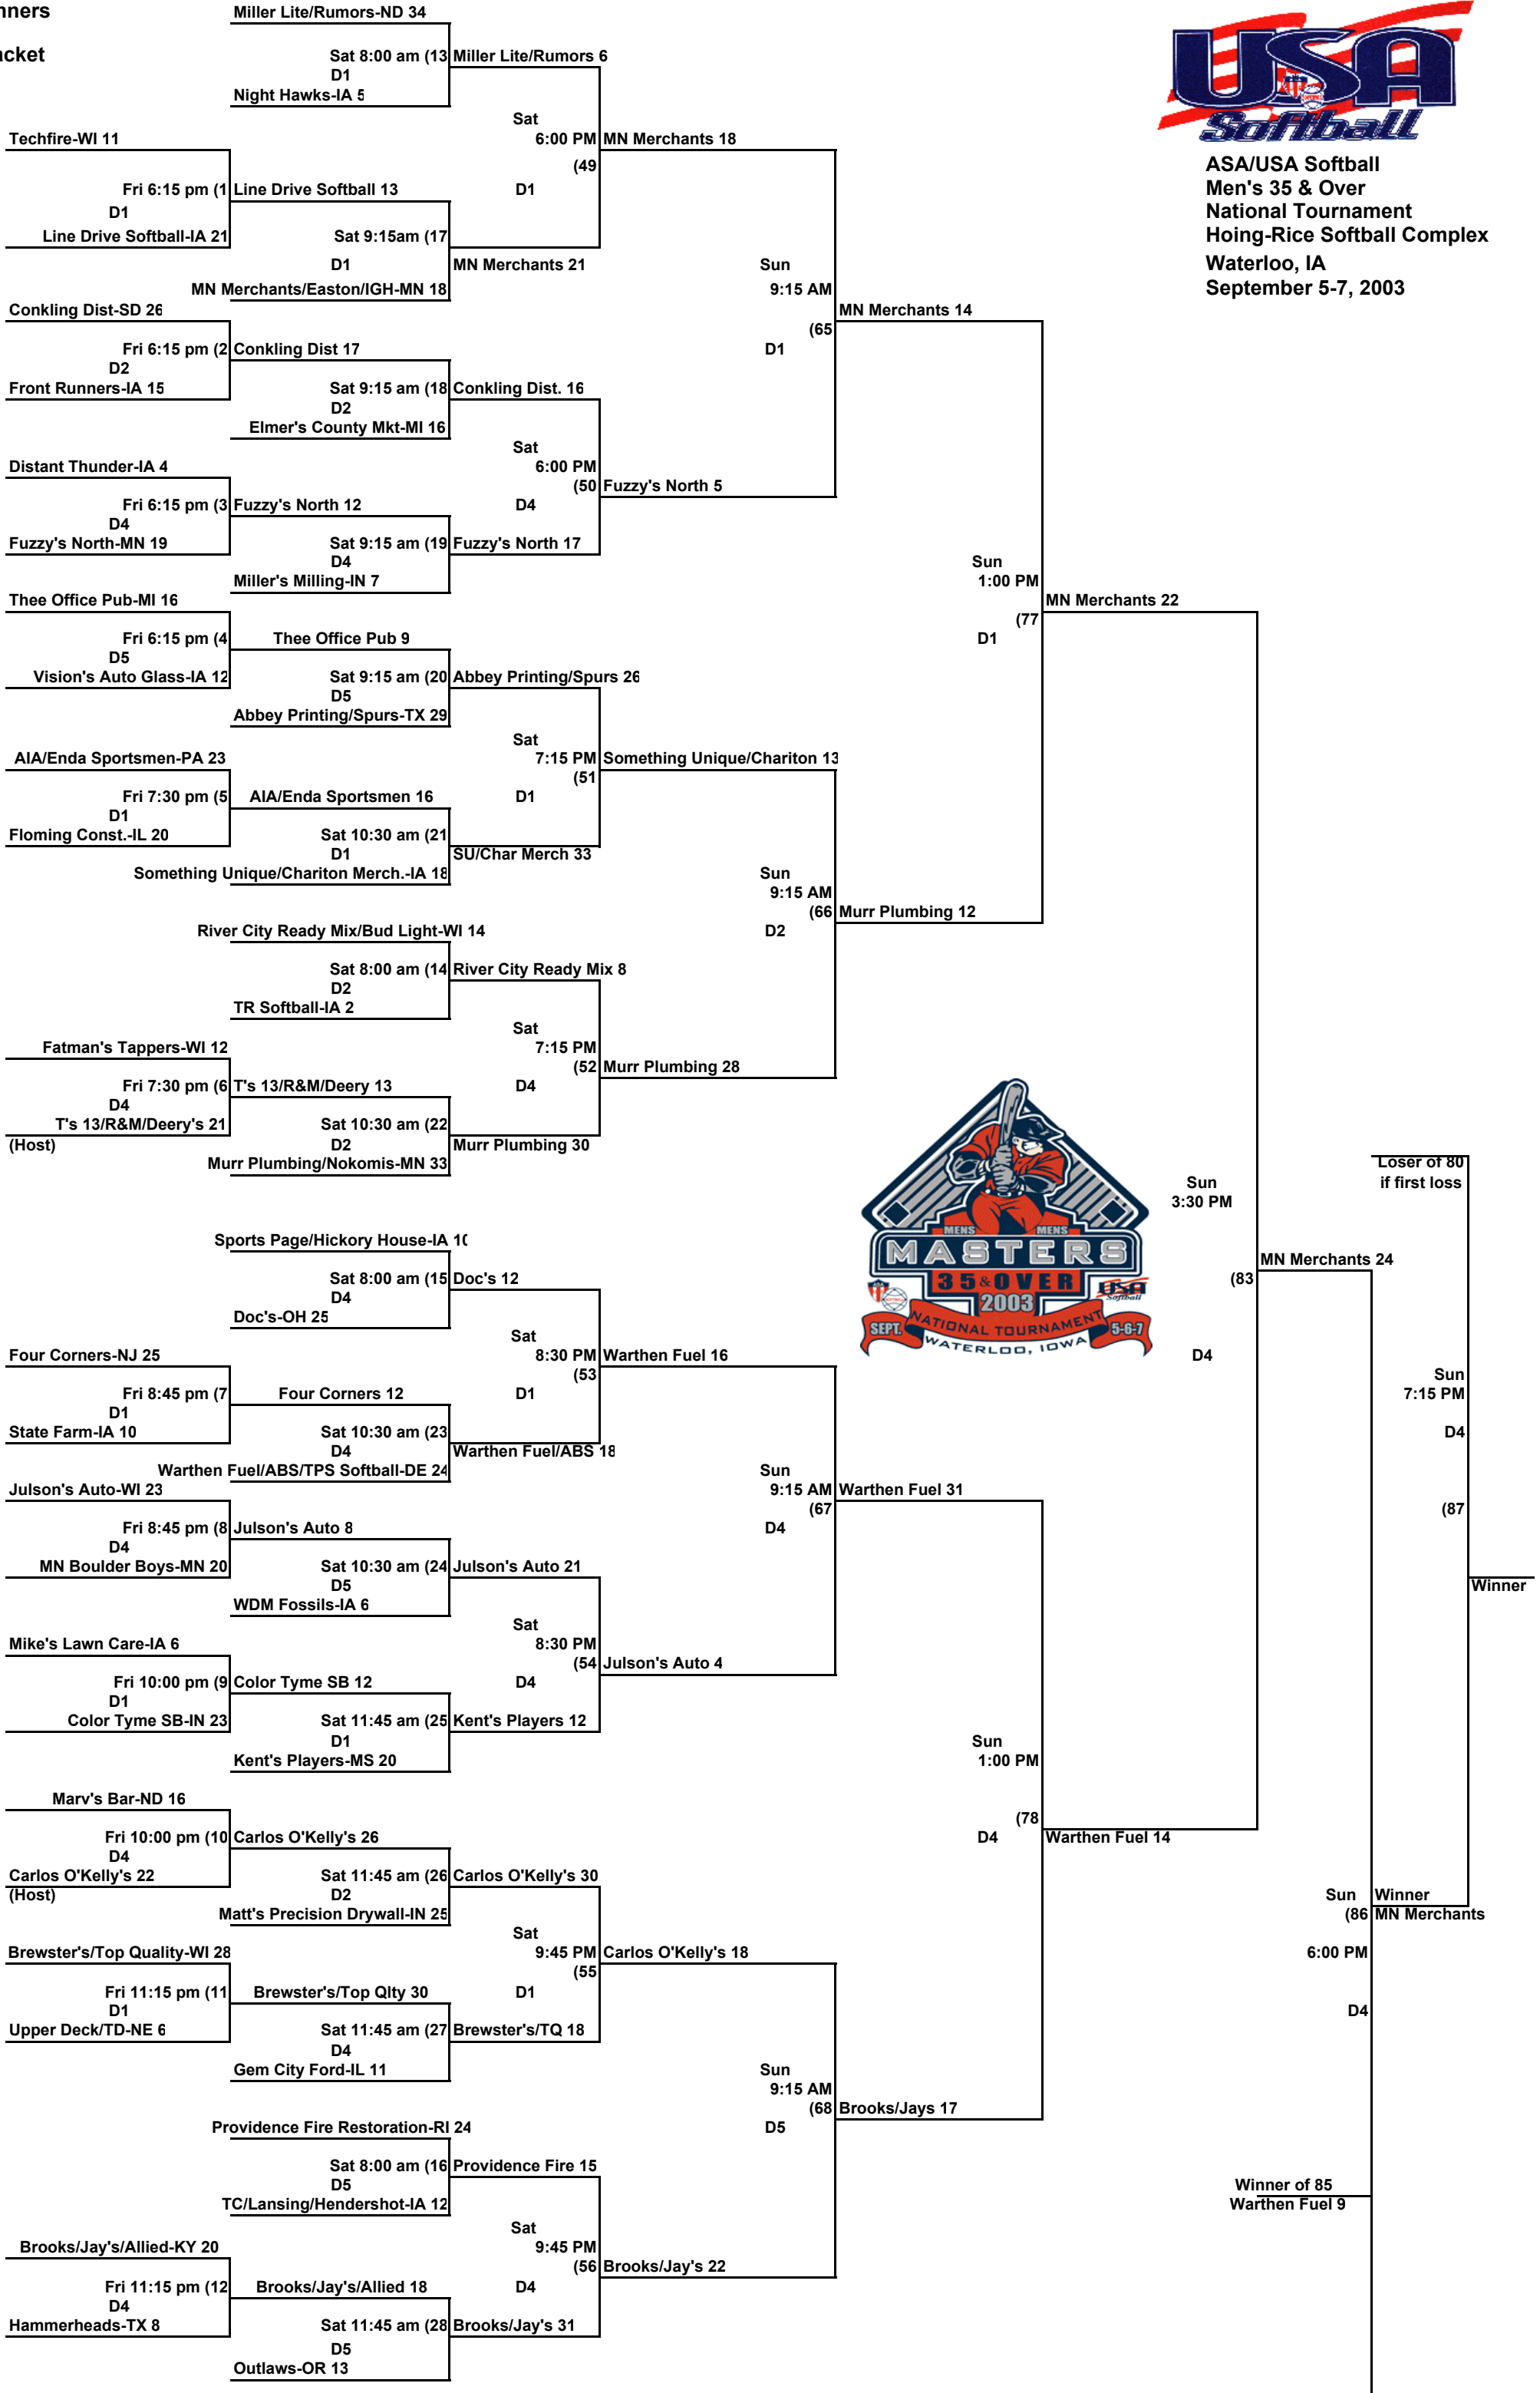 nners
acket
Miller Lite/Rumors-ND 34
Sat 8:00 am (13
Miller Lite/Rumors 6
D1
Night Hawks-IA 5
USA
Softball
ASA/USA Softball
Men's 35 & Over
National Tournament
Hoing-Rice Softball Complex
Waterloo, IA
September 5-7, 2003
Sat
6:00 PM
MN Merchants 18
(49
D1
Techfire-WI 11
Fri 6:15 pm (1
Line Drive Softball 13
D1
Line Drive Softball-IA 21
Sat 9:15am (17
D1
MN Merchants 21
MN Merchants/Easton/IGH-MN 18
Sun
9:15 AM
MN Merchants 14
(65
D1
Conkling Dist-SD 26
Fri 6:15 pm (2
Conkling Dist 17
D2
Front Runners-IA 15
Sat 9:15 am (18
Conkling Dist. 16
D2
Elmer's County Mkt-MI 16
Sat
6:00 PM
(50
Fuzzy's North 5
D4
Distant Thunder-IA 4
Fri 6:15 pm (3
Fuzzy's North 12
D4
Fuzzy's North-MN 19
Sat 9:15 am (19
Fuzzy's North 17
D4
Miller's Milling-IN 7
Sun
1:00 PM
MN Merchants 22
(77
D1
Thee Office Pub-MI 16
Fri 6:15 pm (4
Thee Office Pub 9
D5
Vision's Auto Glass-IA 12
Sat 9:15 am (20
Abbey Printing/Spurs 26
D5
Abbey Printing/Spurs-TX 29
Sat
7:15 PM
Something Unique/Chariton 13
(51
D1
AIA/Enda Sportsmen-PA 23
Fri 7:30 pm (5
AIA/Enda Sportsmen 16
D1
Floming Const.-IL 20
Sat 10:30 am (21
D1
SU/Char Merch 33
Something Unique/Chariton Merch.-IA 18
Sun
9:15 AM
(66
Murr Plumbing 12
D2
River City Ready Mix/Bud Light-WI 14
Sat 8:00 am (14
River City Ready Mix 8
D2
TR Softball-IA 2
Sat
7:15 PM
(52
Murr Plumbing 28
D4
Fatman's Tappers-WI 12
Fri 7:30 pm (6
T's 13/R&M/Deery 13
D4
T's 13/R&M/Deery's 21
(Host)
Sat 10:30 am (22
D2
Murr Plumbing 30
Murr Plumbing/Nokomis-MN 33
MENS
MENS
MASTERS
35 & OVER
2003
USA
Softball
SEPT.
NATIONAL TOURNAMENT
5-6-7
WATERLOO, IOWA
Sun
3:30 PM
MN Merchants 24
(83
D4
Loser of 80
if first loss
Sun
7:15 PM
D4
(87
Winner
Sports Page/Hickory House-IA 10
Sat 8:00 am (15
Doc's 12
D4
Doc's-OH 25
Sat
8:30 PM
Warthen Fuel 16
(53
D1
Four Corners-NJ 25
Fri 8:45 pm (7
Four Corners 12
D1
State Farm-IA 10
Sat 10:30 am (23
D4
Warthen Fuel/ABS 18
Warthen Fuel/ABS/TPS Softball-DE 24
Sun
9:15 AM
Warthen Fuel 31
(67
D4
Julson's Auto-WI 23
Fri 8:45 pm (8
Julson's Auto 8
D4
MN Boulder Boys-MN 20
Sat 10:30 am (24
Julson's Auto 21
D5
WDM Fossils-IA 6
Sat
8:30 PM
(54
Julson's Auto 4
D4
Mike's Lawn Care-IA 6
Fri 10:00 pm (9
Color Tyme SB 12
D1
Color Tyme SB-IN 23
Sat 11:45 am (25
Kent's Players 12
D1
Kent's Players-MS 20
Sun
1:00 PM
(78
D4
Warthen Fuel 14
Marv's Bar-ND 16
Fri 10:00 pm (10
Carlos O'Kelly's 26
D4
Carlos O'Kelly's 22
(Host)
Sat 11:45 am (26
Carlos O'Kelly's 30
D2
Matt's Precision Drywall-IN 25
Sun
Winner
(86
MN Merchants
6:00 PM
D4
Sat
9:45 PM
Carlos O'Kelly's 18
(55
D1
Brewster's/Top Quality-WI 28
Fri 11:15 pm (11
Brewster's/Top Qlty 30
D1
Upper Deck/TD-NE 6
Sat 11:45 am (27
Brewster's/TQ 18
D4
Gem City Ford-IL 11
Sun
9:15 AM
(68
Brooks/Jays 17
D5
Providence Fire Restoration-RI 24
Sat 8:00 am (16
Providence Fire 15
D5
TC/Lansing/Hendershot-IA 12
Winner of 85
Warthen Fuel 9
Sat
9:45 PM
(56
Brooks/Jay's 22
D4
Brooks/Jay's/Allied-KY 20
Fri 11:15 pm (12
Brooks/Jay's/Allied 18
D4
Hammerheads-TX 8
Sat 11:45 am (28
Brooks/Jay's 31
D5
Outlaws-OR 13